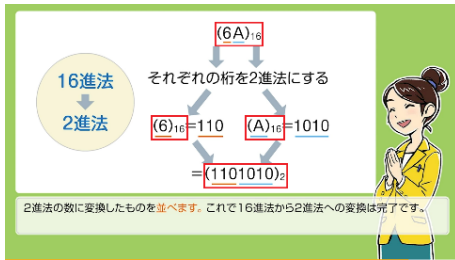 (6A)₁₆
16進法
2進法
それぞれの桁を2進法にする
(6)₁₆=110
(A)₁₆=1010
=(1101010)₂
2進法の数に変換したものを並べます。これで16進法から2進法への変換は完了です。